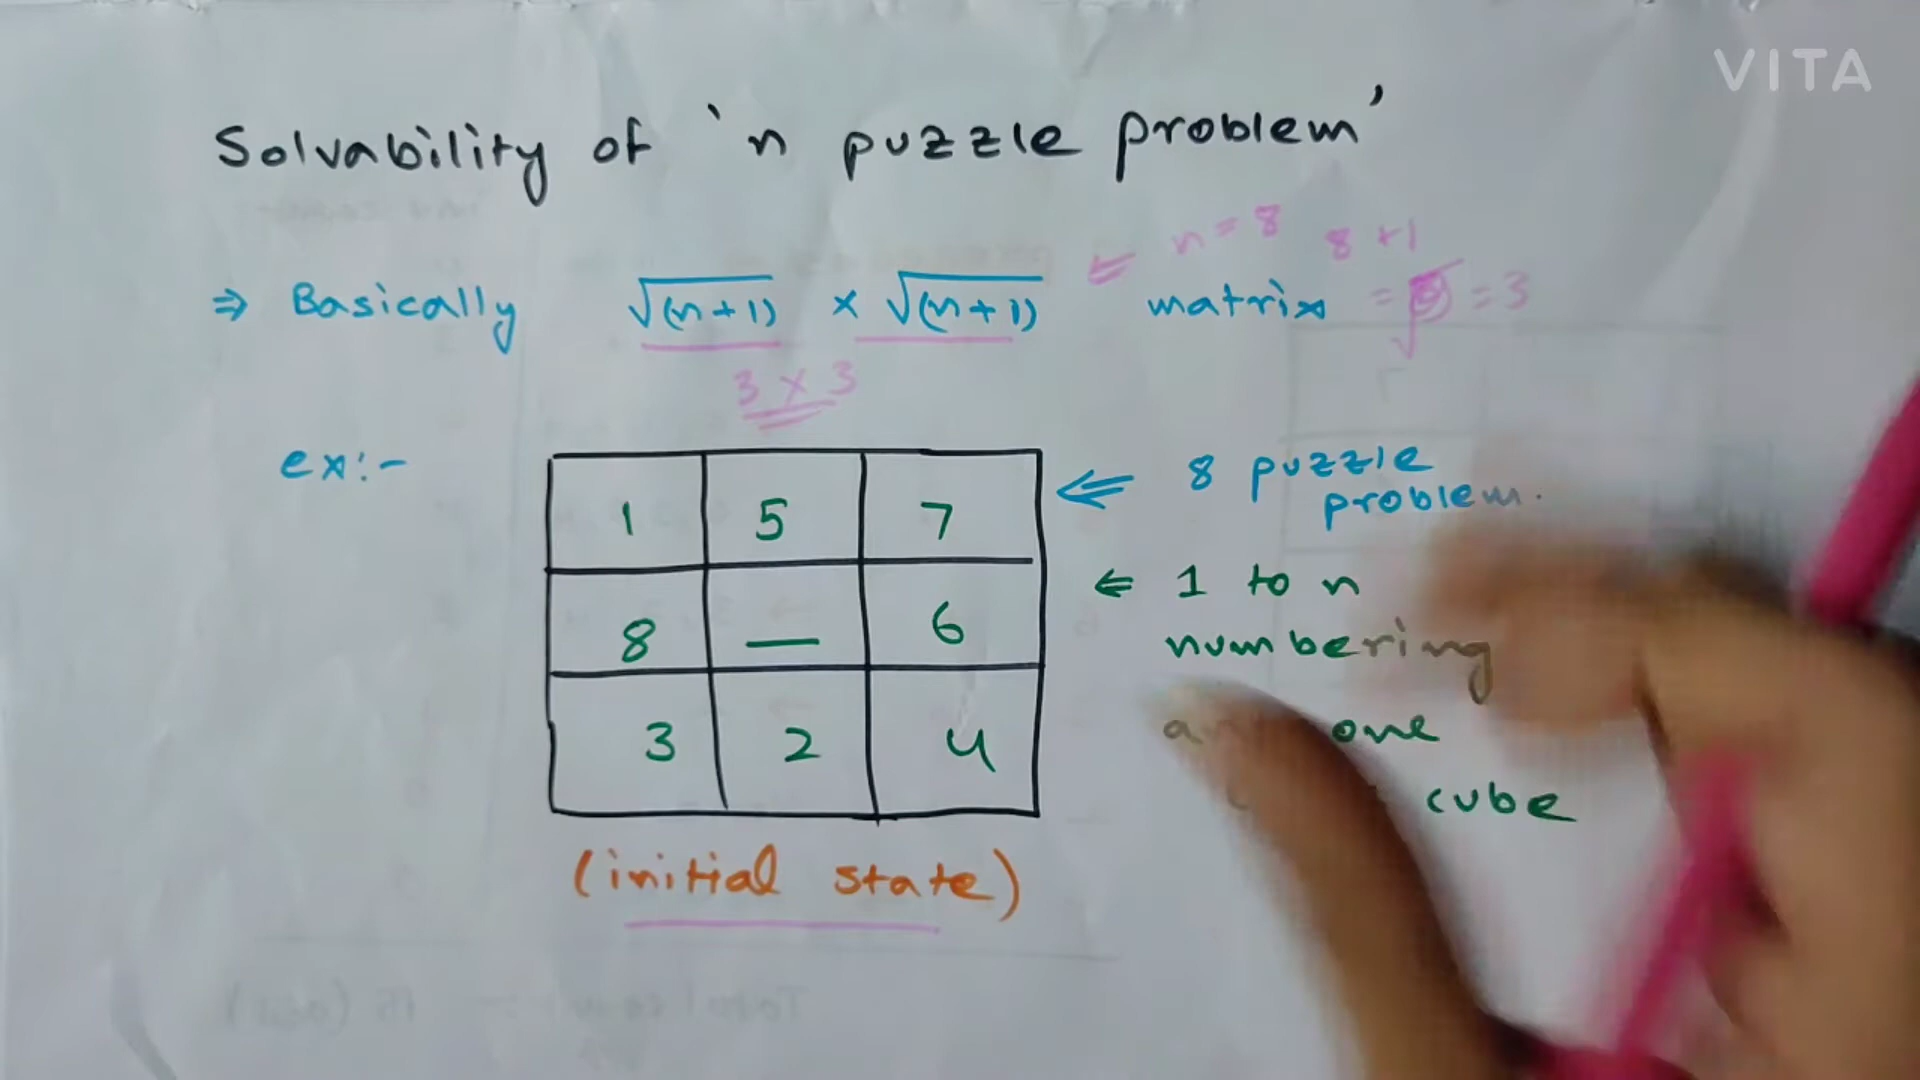 VITA
Solvability of 'n puzzle problem'
n = 8 8 +1
⇒ Basically √(n+1) × √(n+1) matrix = √ = 3
3 × 3
ex:- 8 puzzle
problem.
1 5 7
1 to n
8 — 6
numbering
3 2 4
one
cube
(initial state)